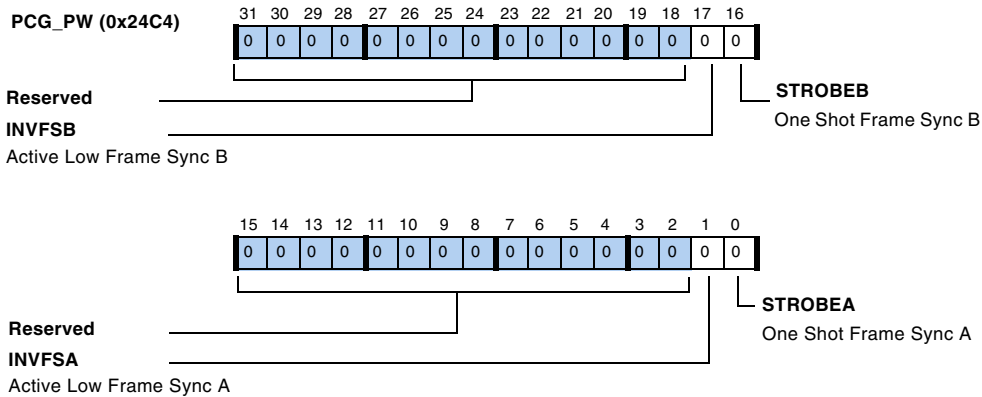 PCG_PW (0x24C4)
31 30 29 28 27 26 25 24 23 22 21 20 19 18 17 16
0 0 0 0 0 0 0 0 0 0 0 0 0 0 0 0
Reserved
STROBEB
INVFSB
One Shot Frame Sync B
Active Low Frame Sync B
15 14 13 12 11 10 9 8 7 6 5 4 3 2 1 0
0 0 0 0 0 0 0 0 0 0 0 0 0 0 0 0
STROBEA
Reserved
One Shot Frame Sync A
INVFSA
Active Low Frame Sync A